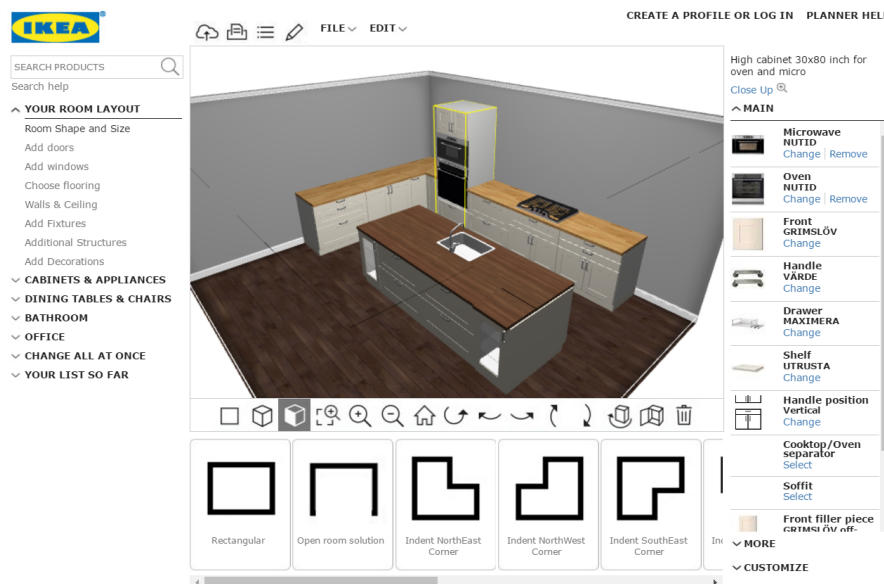 IKEA
®
CREATE A PROFILE OR LOG IN PLANNER HEL
FILE EDIT
SEARCH PRODUCTS
Search help
YOUR ROOM LAYOUT
Room Shape and Size
Add doors
Add windows
Choose flooring
Walls & Ceiling
Add Fixtures
Additional Structures
Add Decorations
CABINETS & APPLIANCES
DINING TABLES & CHAIRS
BATHROOM
OFFICE
CHANGE ALL AT ONCE
YOUR LIST SO FAR
High cabinet 30x80 inch for
oven and micro
Close Up
MAIN
Microwave
NUTID
Change | Remove
Oven
NUTID
Change | Remove
Front
GRIMSLÖV
Change
Handle
VÄRDE
Change
Drawer
MAXIMERA
Change
Shelf
UTRUSTA
Change
Handle position
Vertical
Change
Cooktop/Oven
separator
Select
Soffit
Select
Front filler piece
GRIMSLÖV off-
MORE
CUSTOMIZE
Rectangular
Open room solution
Indent NorthEast
Corner
Indent NorthWest
Corner
Indent SouthEast
Corner